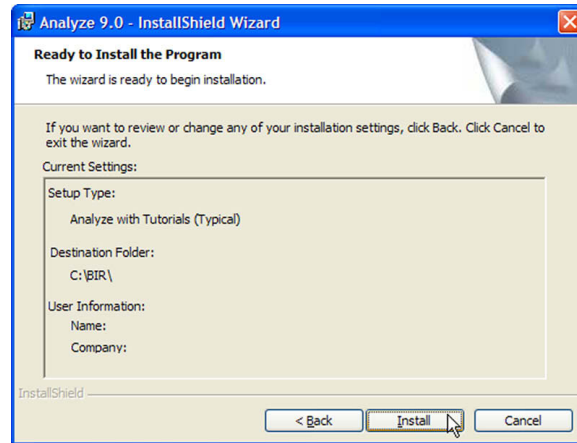 Analyze 9.0 - InstallShield Wizard
Ready to Install the Program
The wizard is ready to begin installation.
If you want to review or change any of your installation settings, click Back. Click Cancel to
exit the wizard.
Current Settings:
Setup Type:
Analyze with Tutorials (Typical)
Destination Folder:
C:\BIR\
User Information:
Name:
Company:
InstallShield
< Back Install Cancel